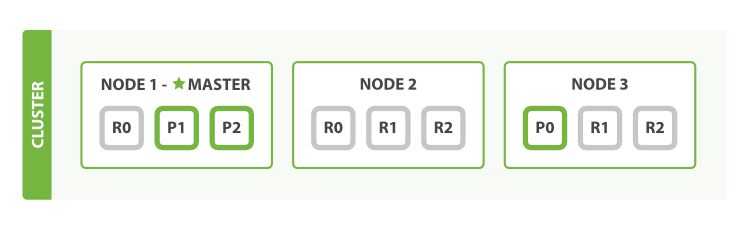 CLUSTER
NODE 1 - ★ MASTER
R0 P1 P2
NODE 2
R0 R1 R2
NODE 3
P0 R1 R2